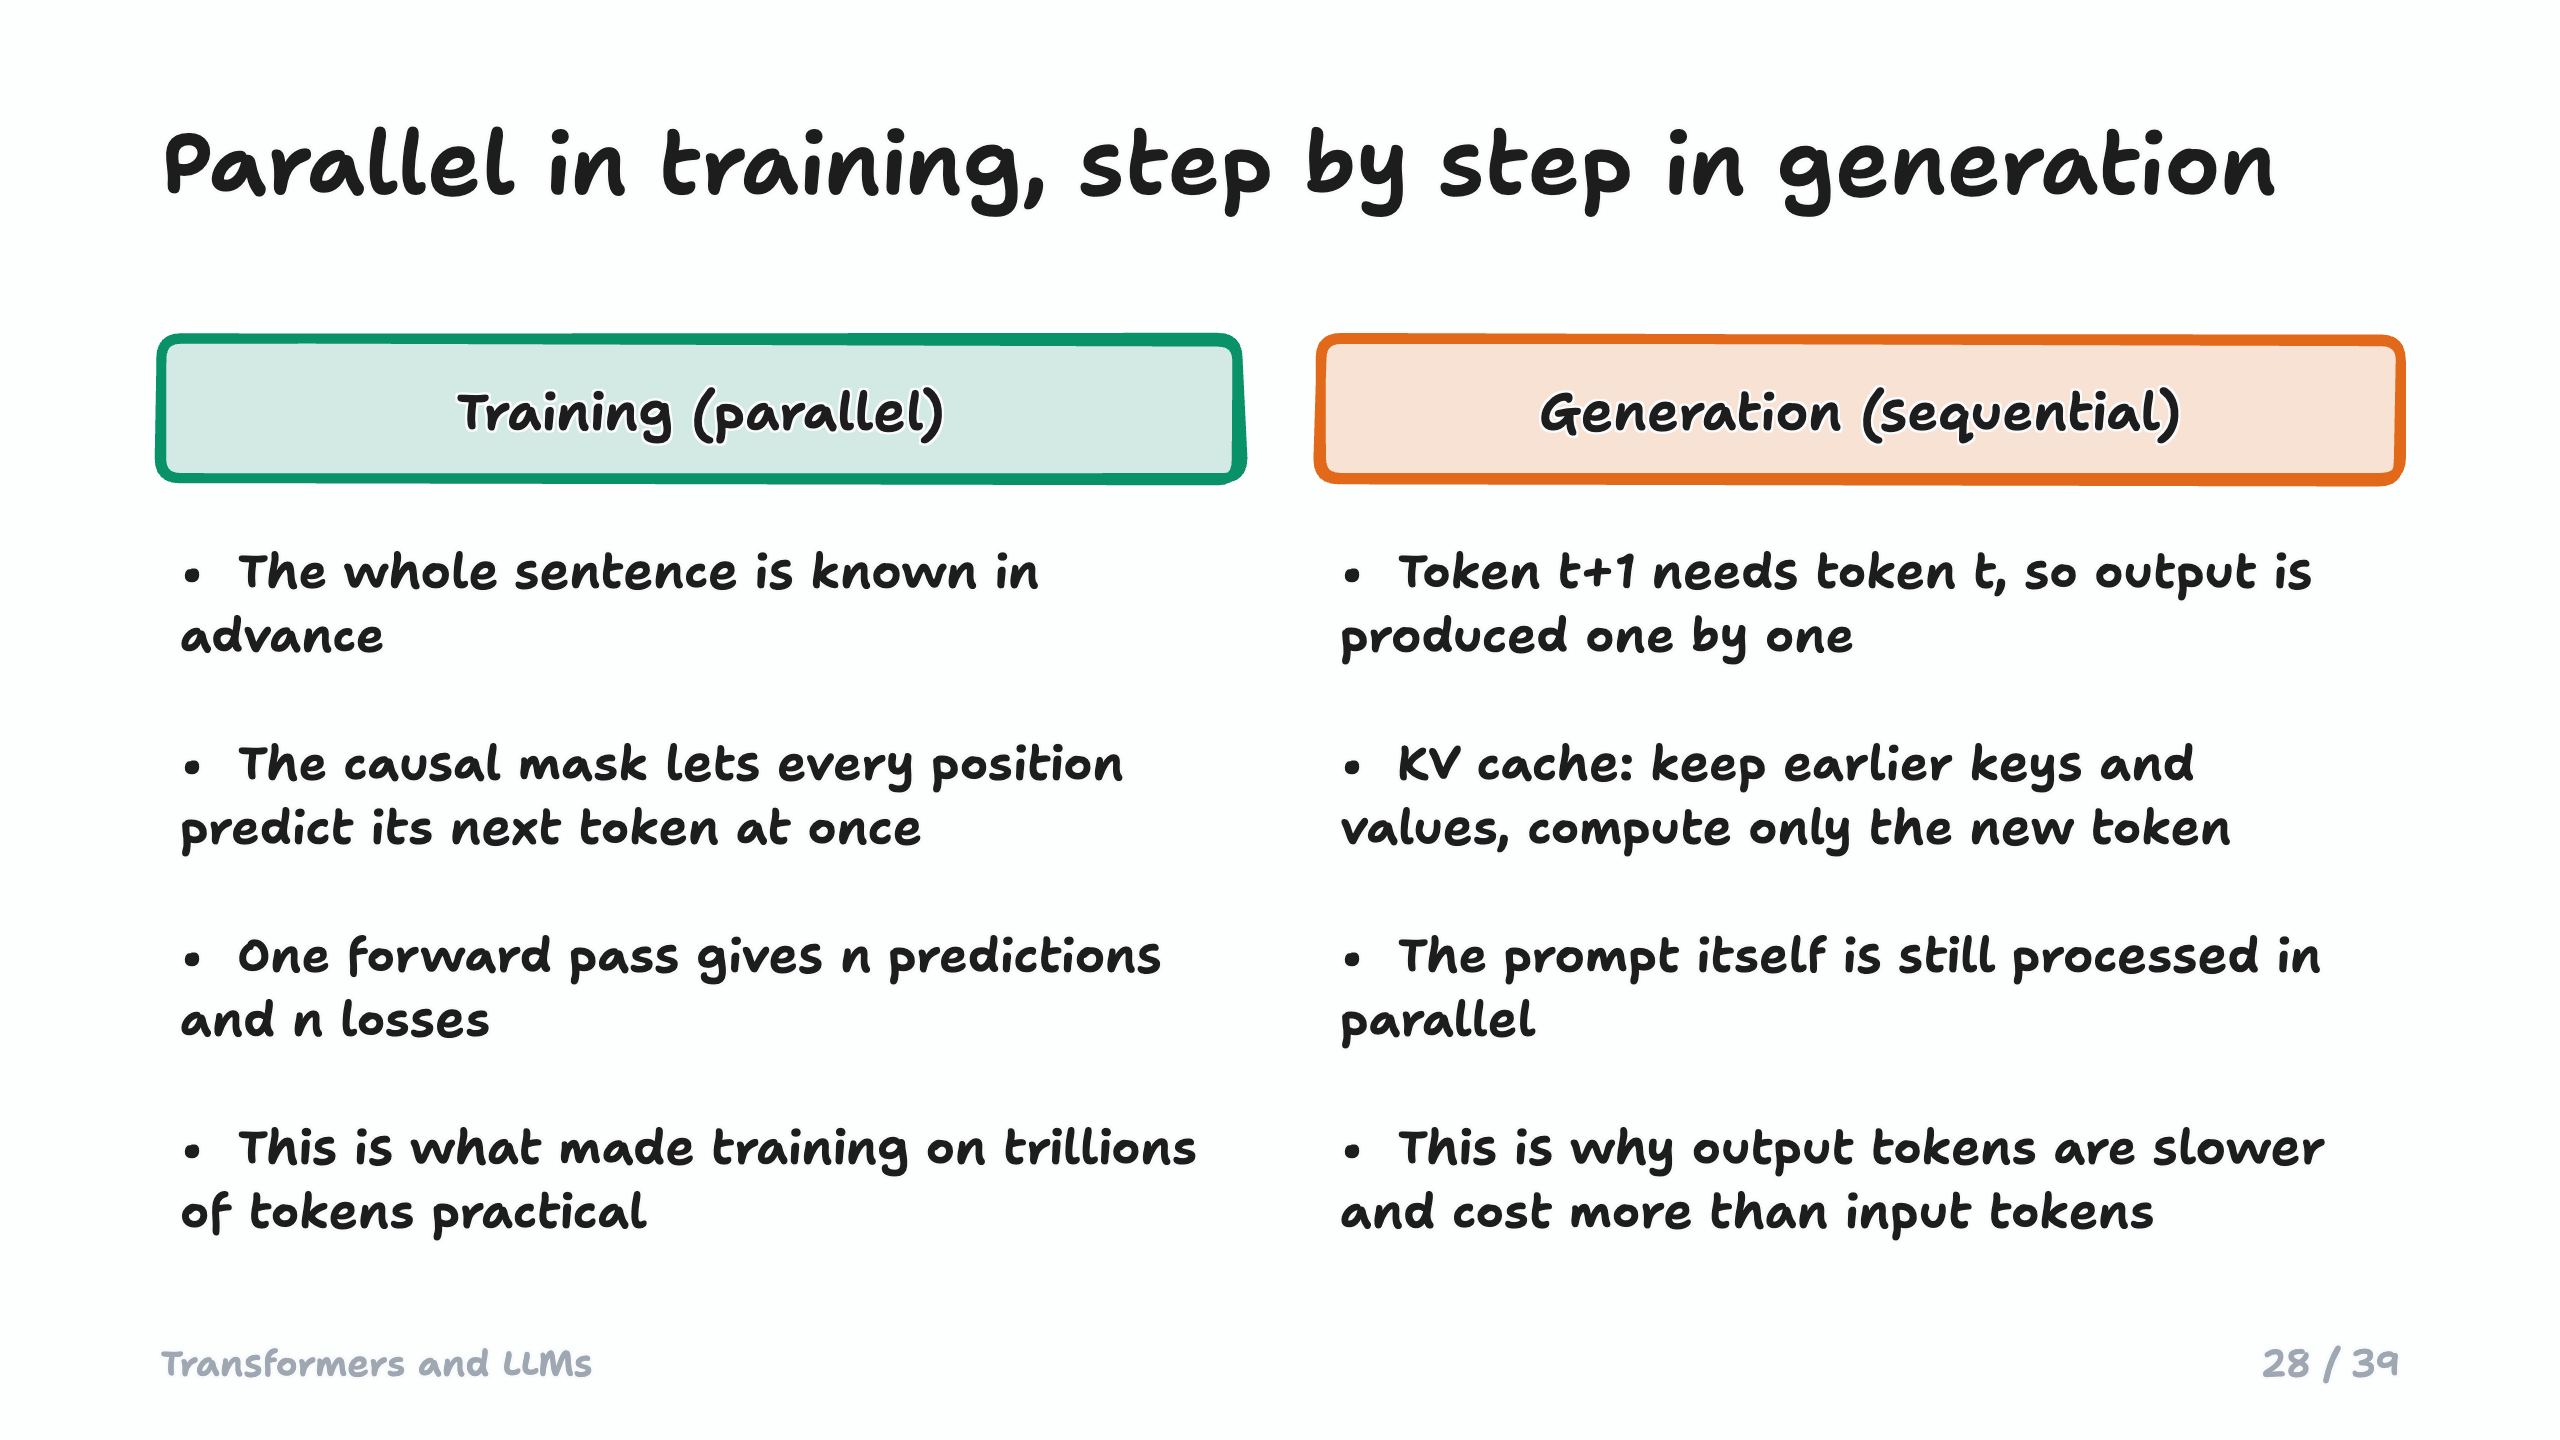 Parallel in training, step by step in generation
Training (parallel)
• The whole sentence is known in
advance
• The causal mask lets every position
predict its next token at once
• One forward pass gives n predictions
and n losses
• This is what made training on trillions
of tokens practical
Generation (sequential)
• Token t+1 needs token t, so output is
produced one by one
• KV cache: keep earlier keys and
values, compute only the new token
• The prompt itself is still processed in
parallel
• This is why output tokens are slower
and cost more than input tokens
Transformers and LLMs
28 / 39